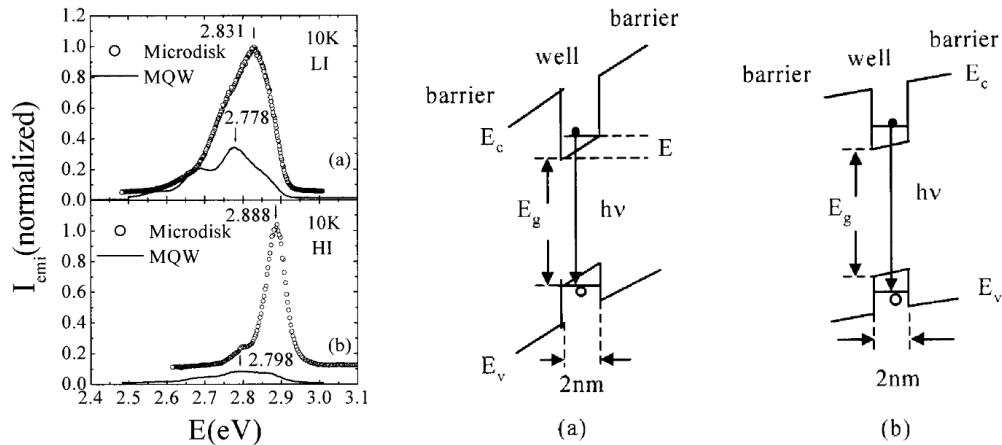 I_emi(normalized)
1.2
1.0
0.8
0.6
0.4
0.2
0.0
1.0
0.8
0.6
0.4
0.2
0.0
2.831
10K
LI
Microdisk
MQW
2.778
(a)
2.888
10K
HI
Microdisk
MQW
2.798
(b)
2.4 2.5 2.6 2.7 2.8 2.9 3.0 3.1
E(eV)
barrier
well
barrier
E_c
E
E_g
hν
E_v
2nm
(a)
barrier
well
barrier
E_c
E_g
hν
E_v
2nm
(b)